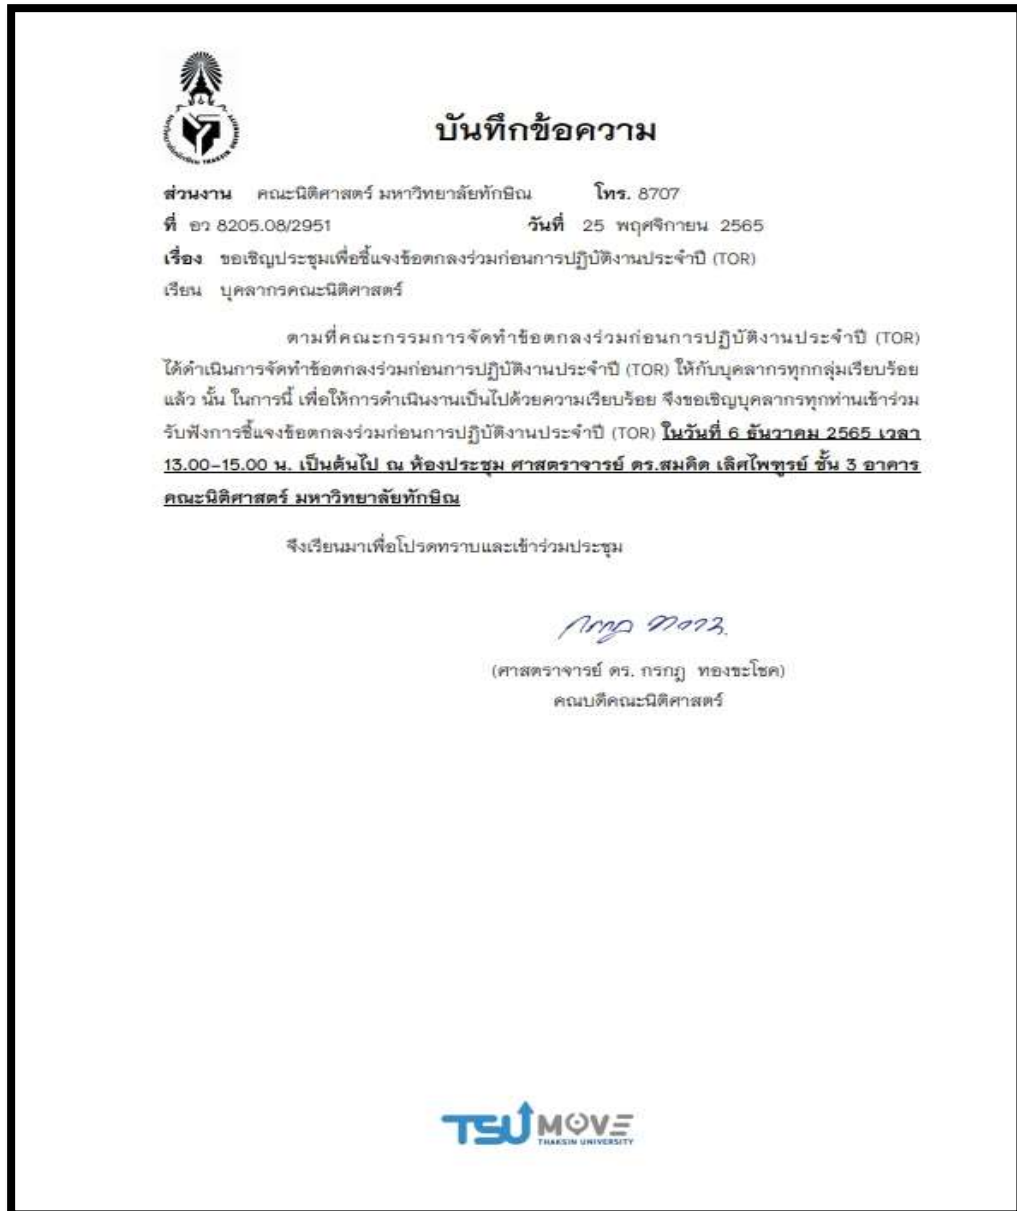 บันทึกข้อความ
ส่วนงาน คณะนิติศาสตร์ มหาวิทยาลัยทักษิณ โทร. 8707
ที่ อว 8205.08/2951 วันที่ 25 พฤศจิกายน 2565
เรื่อง ขอเชิญประชุมเพื่อชี้แจงข้อตกลงร่วมก่อนการปฏิบัติงานประจำปี (TOR)
เรียน บุคลากรคณะนิติศาสตร์
ตามที่คณะกรรมการจัดทำข้อตกลงร่วมก่อนการปฏิบัติงานประจำปี (TOR)
ได้ดำเนินการจัดทำข้อตกลงร่วมก่อนการปฏิบัติงานประจำปี (TOR) ให้กับบุคลากรทุกกลุ่มเรียบร้อย
แล้ว นั้น ในการนี้ เพื่อให้การดำเนินงานเป็นไปด้วยความเรียบร้อย จึงขอเชิญบุคลากรทุกท่านเข้าร่วม
รับฟังการชี้แจงข้อตกลงร่วมก่อนการปฏิบัติงานประจำปี (TOR) ในวันที่ 6 ธันวาคม 2565 เวลา
13.00-15.00 น. เป็นต้นไป ณ ห้องประชุม ศาสตราจารย์ ดร.สมคิด เลิศไพฑูรย์ ชั้น 3 อาคาร
คณะนิติศาสตร์ มหาวิทยาลัยทักษิณ
จึงเรียนมาเพื่อโปรดทราบและเข้าร่วมประชุม
(ศาสตราจารย์ ดร. กรกฎ ทองขะโชค)
คณบดีคณะนิติศาสตร์
TSU MOVE
THAKSIN UNIVERSITY